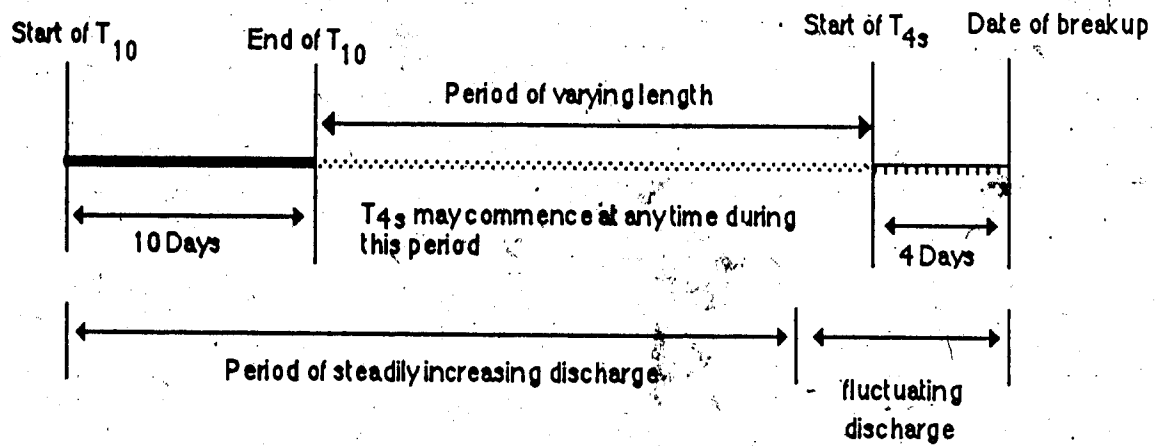 Start of T10
End of T10
Start of T4s
Date of breakup
Period of varying length
T4s may commence at any time during
this period
10 Days
4 Days
Period of steadily increasing discharge
fluctuating
discharge